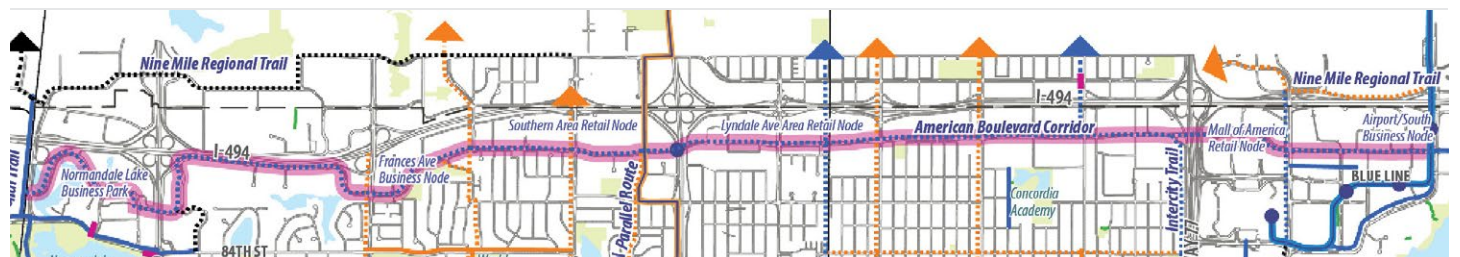 Nine Mile Regional Trail
Nine Mile Regional Trail
I-494
Southern Area Retail Node
Lyndale Ave Area Retail Node
American Boulevard Corridor
Mall of America
Retail Node
Airport/South
Business Node
I-494
Frances Ave
Business Node
Normandale Lake
Business Park
Trail
Parallel Route
Concordia
Academy
Intercity Trail
BLUE LINE
84TH ST